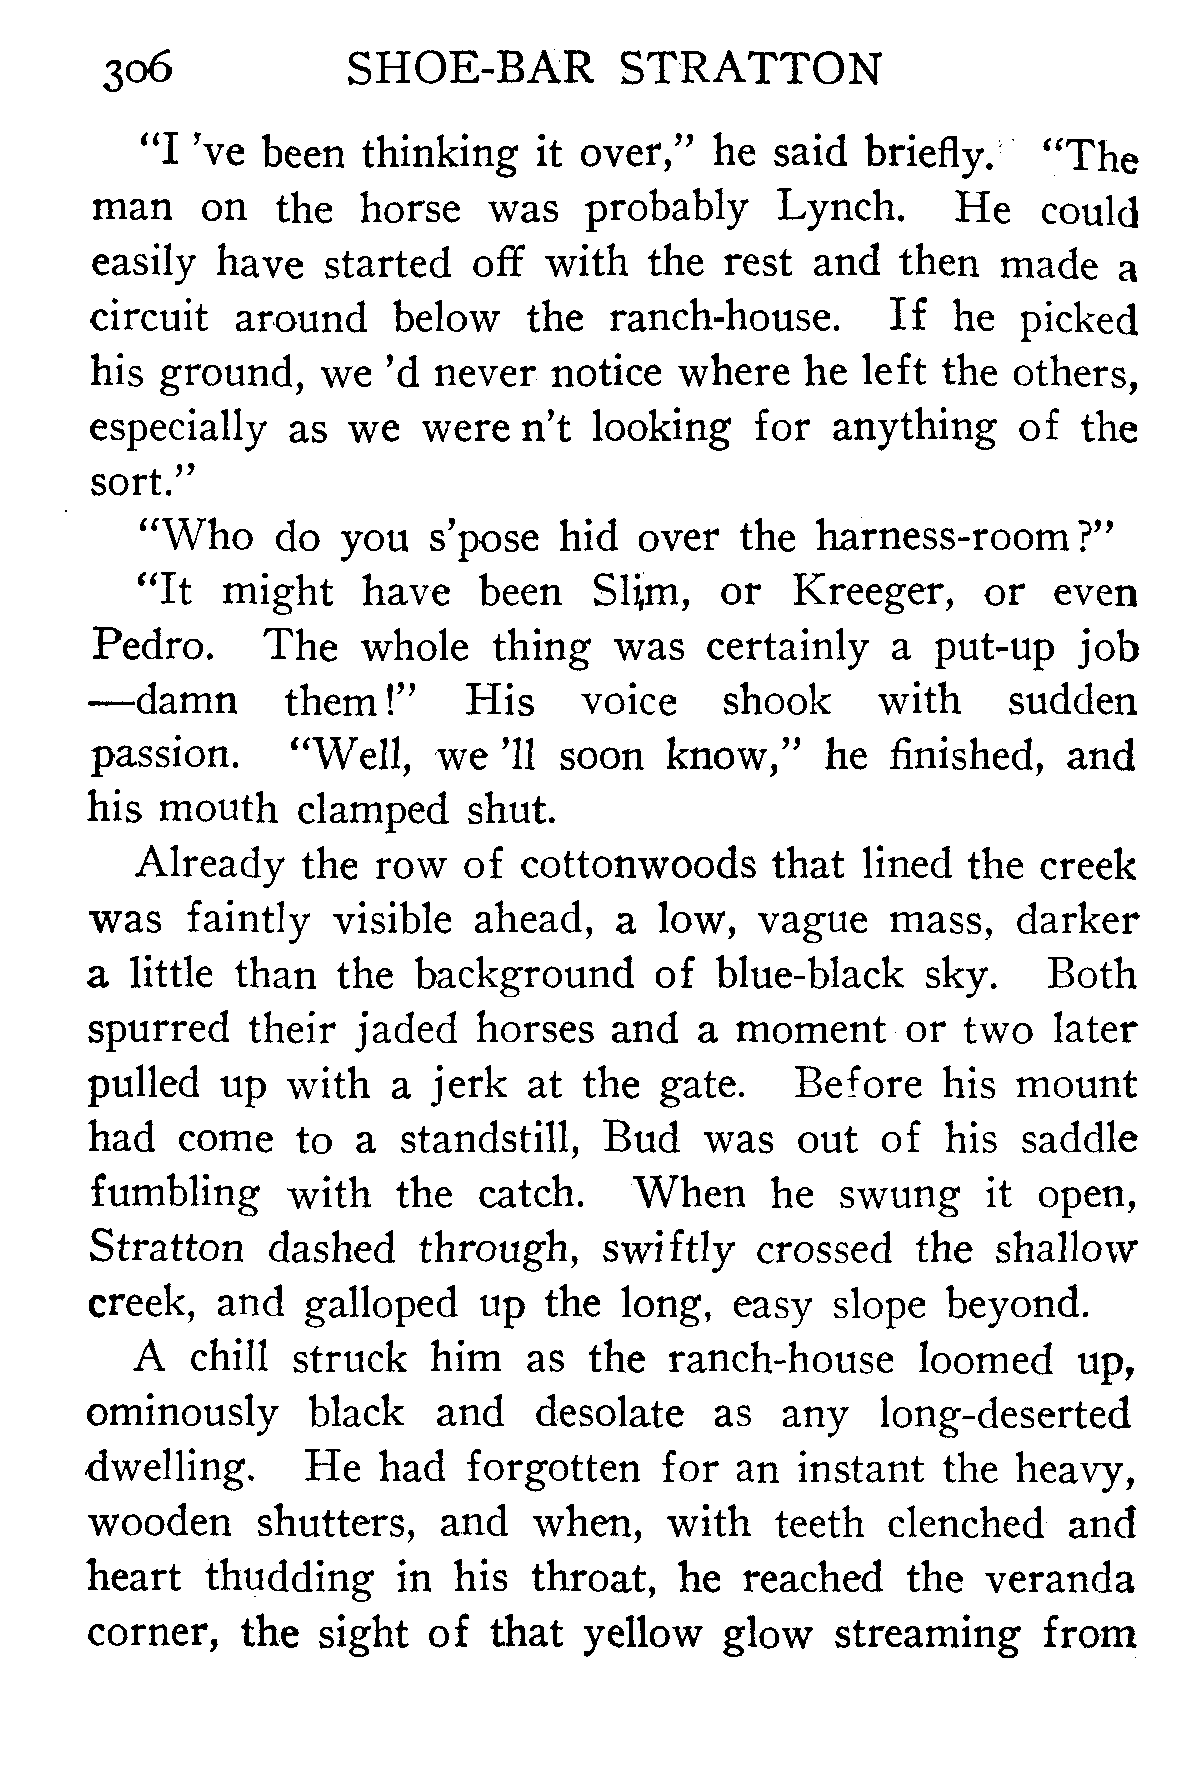 306 SHOE-BAR STRATTON
"I 've been thinking it over," he said briefly. "The
man on the horse was probably Lynch. He could
easily have started off with the rest and then made a
circuit around below the ranch-house. If he picked
his ground, we 'd never notice where he left the others,
especially as we were n't looking for anything of the
sort."
"Who do you s'pose hid over the harness-room?"
"It might have been Slim, or Kreeger, or even
Pedro. The whole thing was certainly a put-up job
—damn them!" His voice shook with sudden
passion. "Well, we 'll soon know," he finished, and
his mouth clamped shut.
Already the row of cottonwoods that lined the creek
was faintly visible ahead, a low, vague mass, darker
a little than the background of blue-black sky. Both
spurred their jaded horses and a moment or two later
pulled up with a jerk at the gate. Before his mount
had come to a standstill, Bud was out of his saddle
fumbling with the catch. When he swung it open,
Stratton dashed through, swiftly crossed the shallow
creek, and galloped up the long, easy slope beyond.
A chill struck him as the ranch-house loomed up,
ominously black and desolate as any long-deserted
dwelling. He had forgotten for an instant the heavy,
wooden shutters, and when, with teeth clenched and
heart thudding in his throat, he reached the veranda
corner, the sight of that yellow glow streaming from